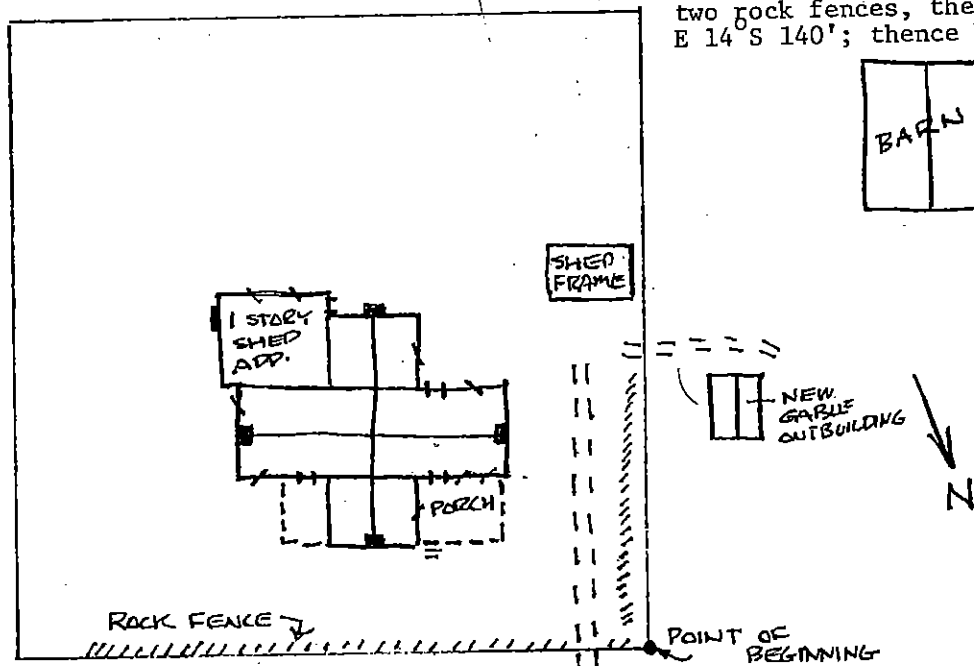 two rock fences, the
E 14°S 140'; thence
BARN
SHED
FRAME
1 STORY
SHED
ADD.
NEW
GABLE
OUTBUILDING
N
PORCH
ROCK FENCE
POINT OF
BEGINNING